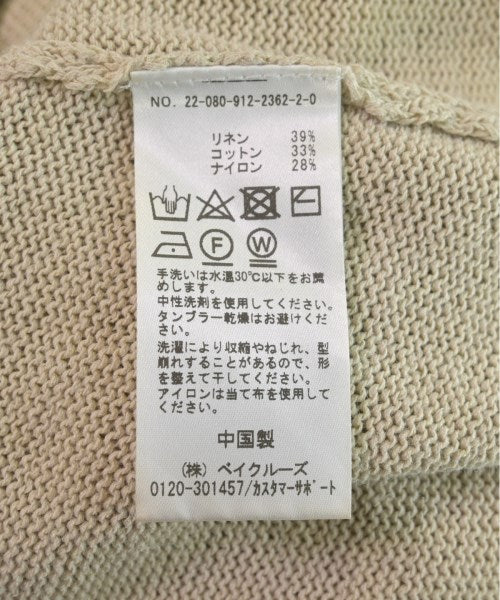 NO. 22-080-912-2362-2-0
リネン 39%
コットン 33%
ナイロン 28%
F
W
手洗いは水温30℃以下をお薦
めします。
中性洗剤を使用してください。
タンブラー乾燥はお避けくだ
さい。
洗濯により収縮やねじれ、型
崩れすることがあるので、形
を整えて干してください。
アイロンは当て布を使用して
ください。
中国製
(株) ベイクルーズ
0120-301457/カスタマーサポート